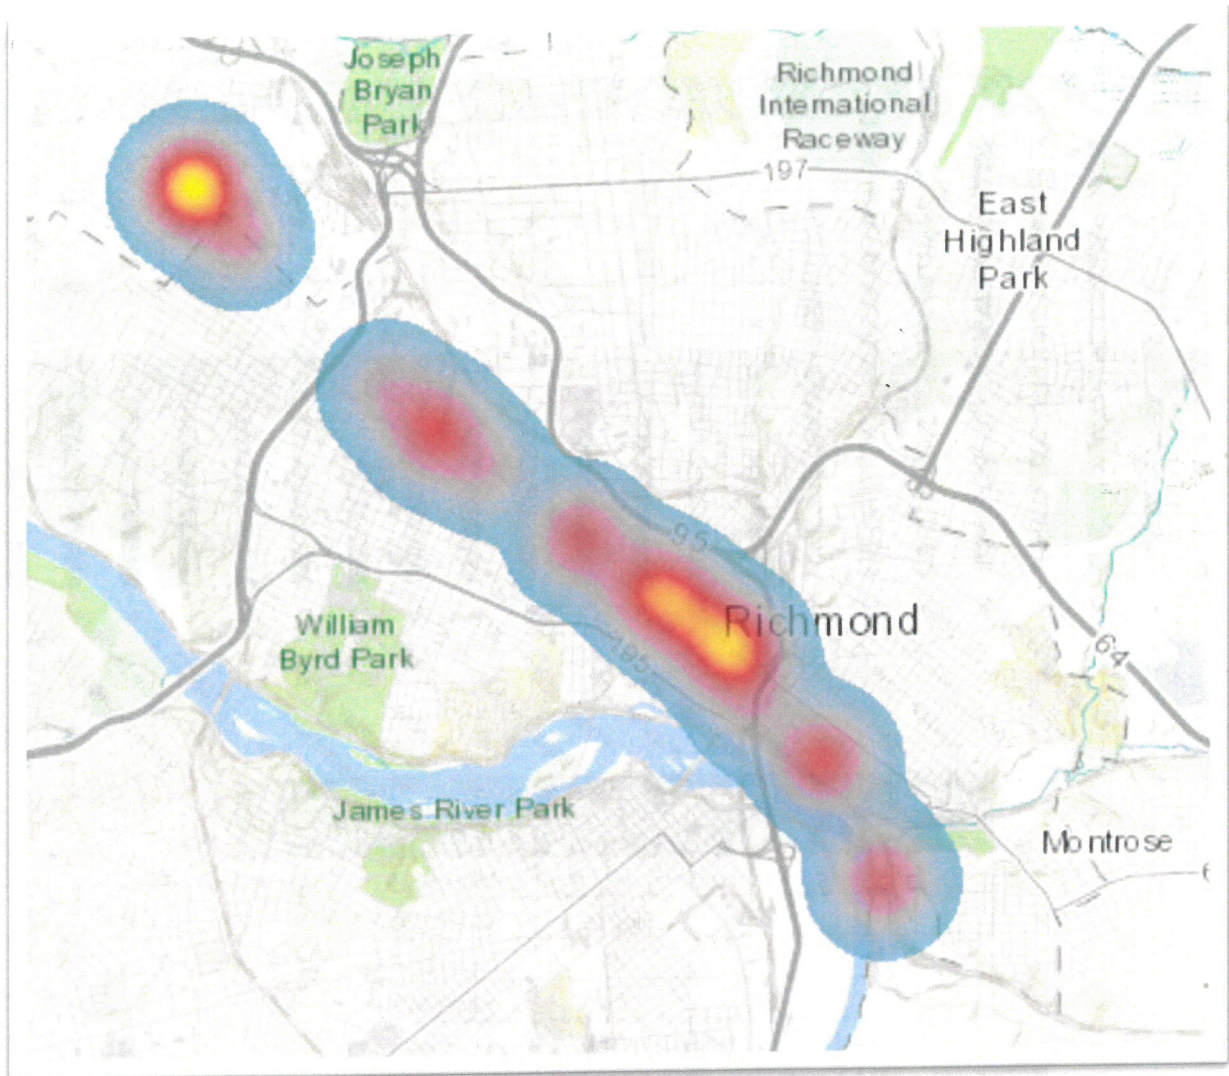 Joseph
Bryan
Park
Richmond
International
Raceway
197
East
Highland
Park
95
Richmond
William
Byrd Park
195
64
James River Park
Montrose
6